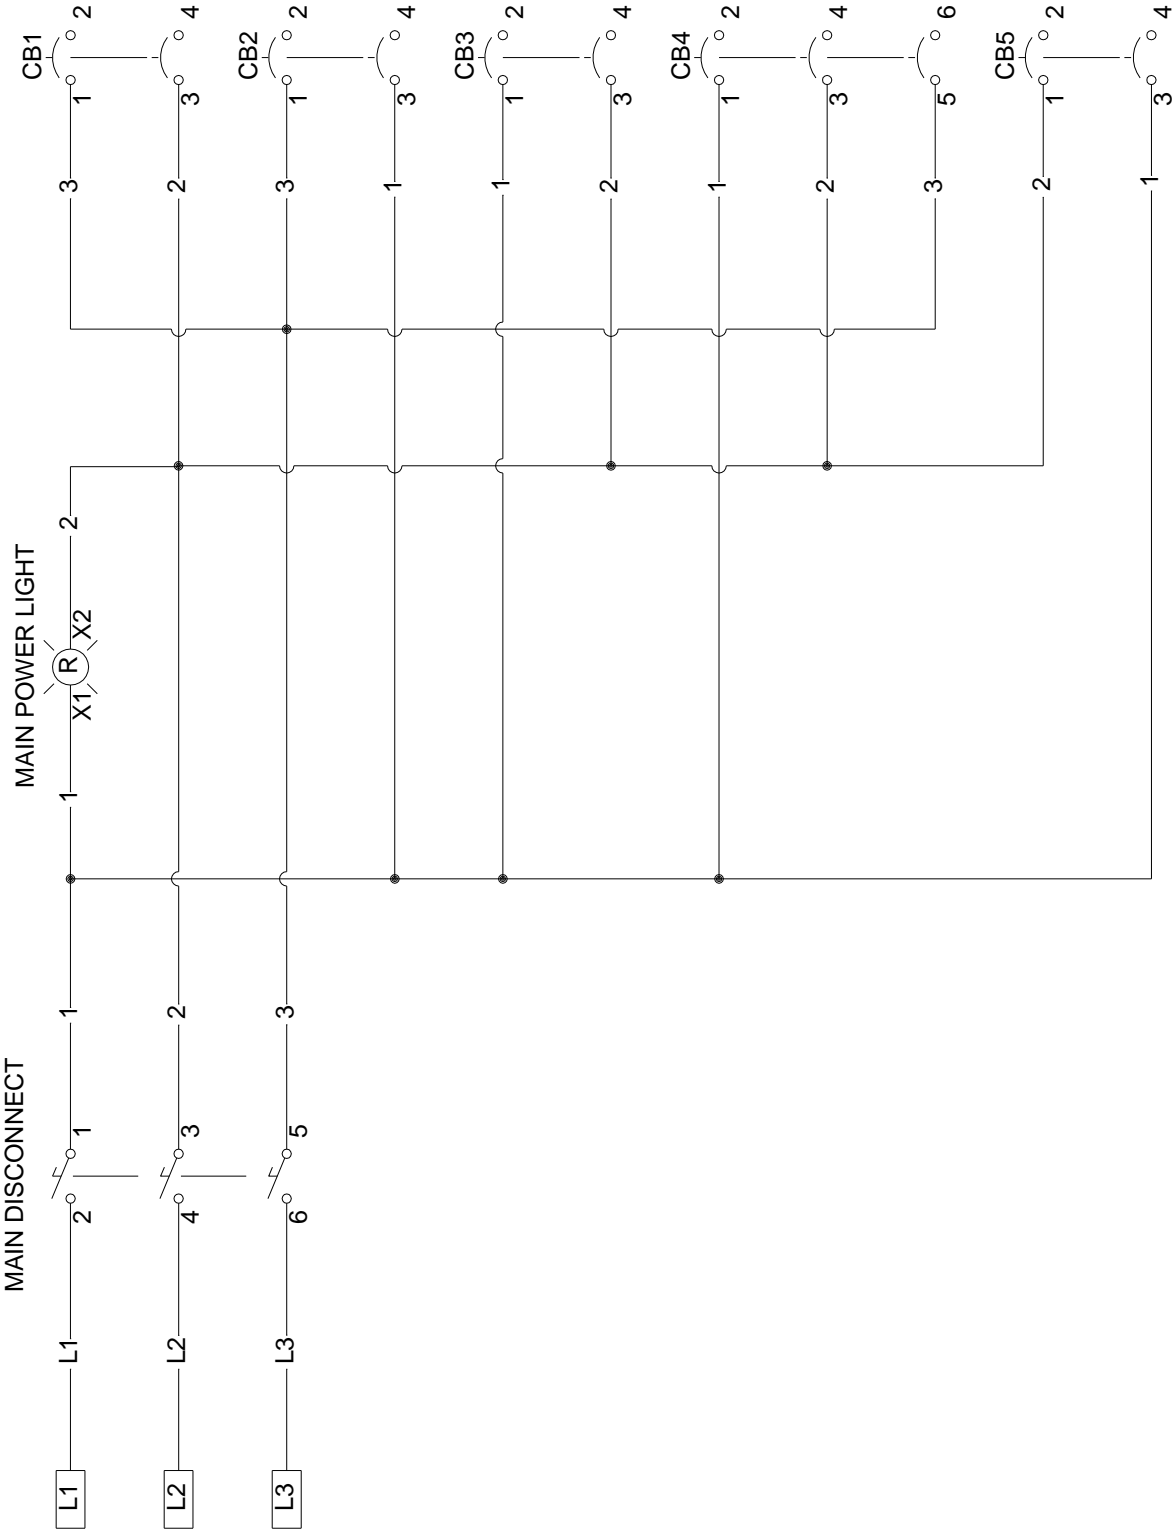 MAIN DISCONNECT
MAIN POWER LIGHT
CB1
L1 L1 1 1 R 2 3
2 1 X1 X2 1 2
L2 L2 2 2
4 3 3 4
CB2
L3 L3 3 3
6 5 1 2
1
3 4
CB3
1
1 2
2
3 4
CB4
1
1 2
2
3 4
3
5 6
CB5
2
1 2
1
3 4